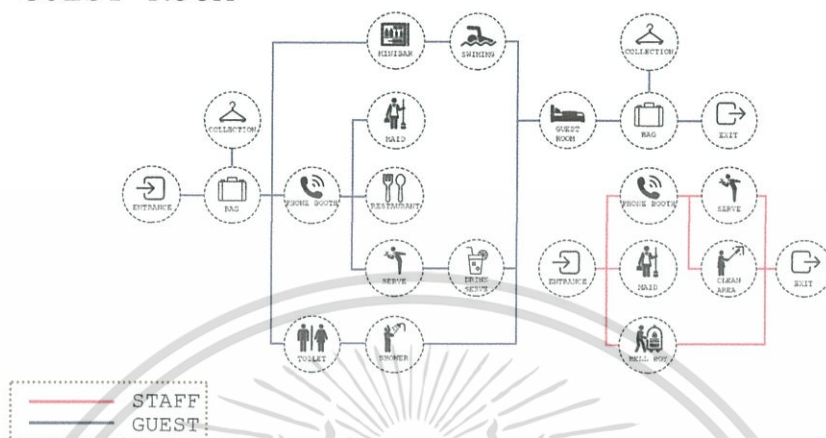 MINIBAR
SWIMING
COLLECTION
COLLECTION
MAID
GUEST
ROOM
BAG
EXIT
ENTRANCE
BAG
PHONE BOOTH
RESTAURANT
PHONE BOOTH
SERVE
SERVE
DRINK
SERVE
ENTRANCE
MAID
CLEAN
AREA
EXIT
TOILET
SHOWER
BELL BOY
STAFF
GUEST